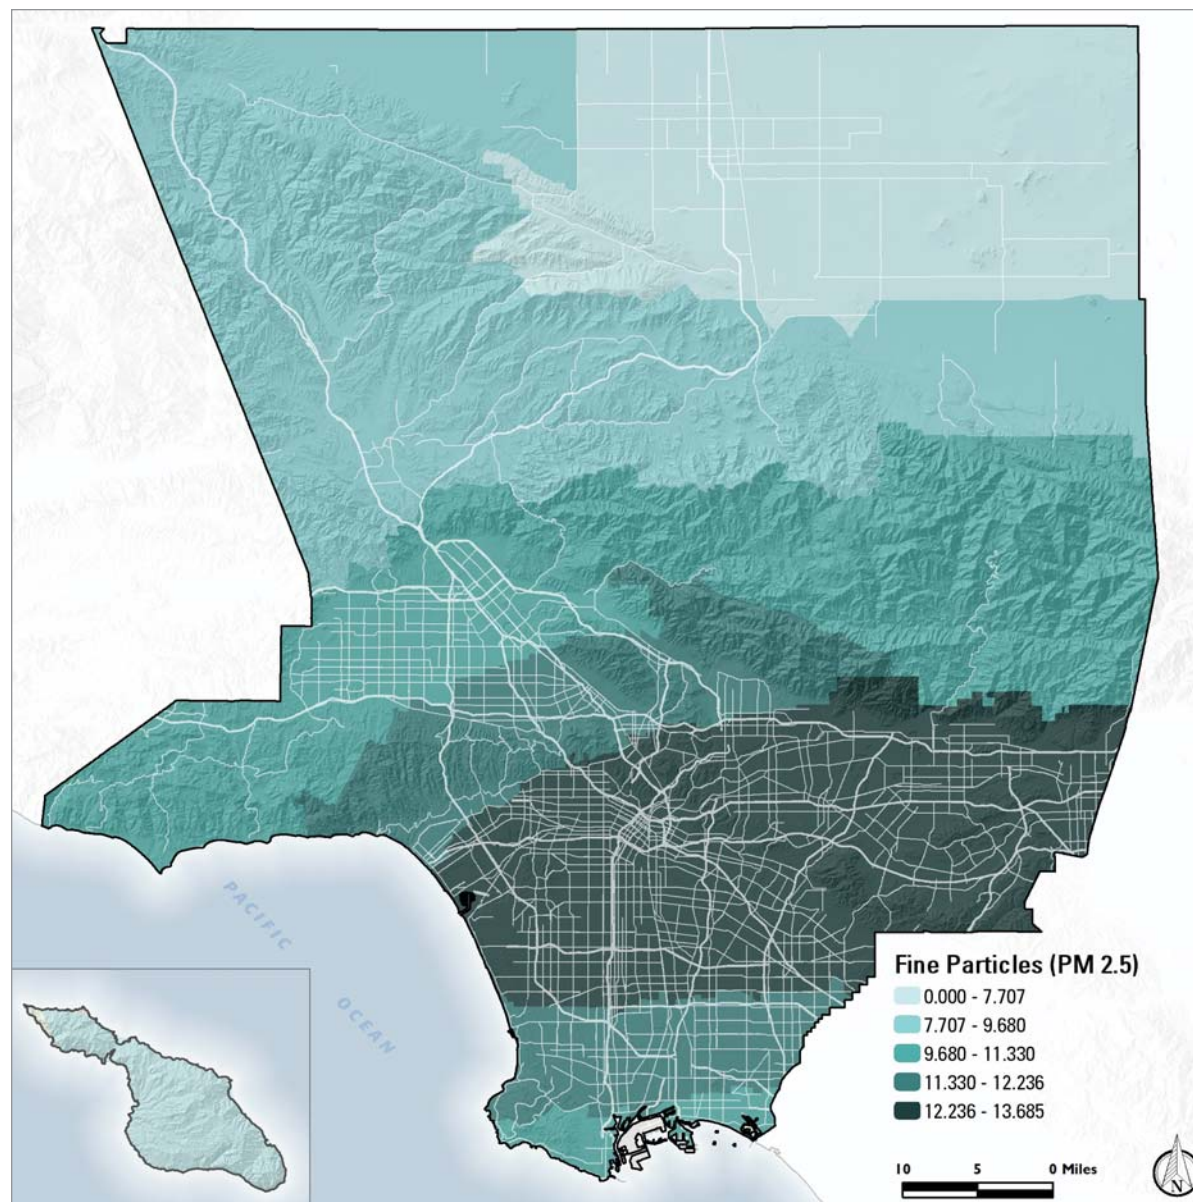 PACIFIC
OCEAN
Fine Particles (PM 2.5)
0.000 - 7.707
7.707 - 9.680
9.680 - 11.330
11.330 - 12.236
12.236 - 13.685
10 5 0 Miles
N